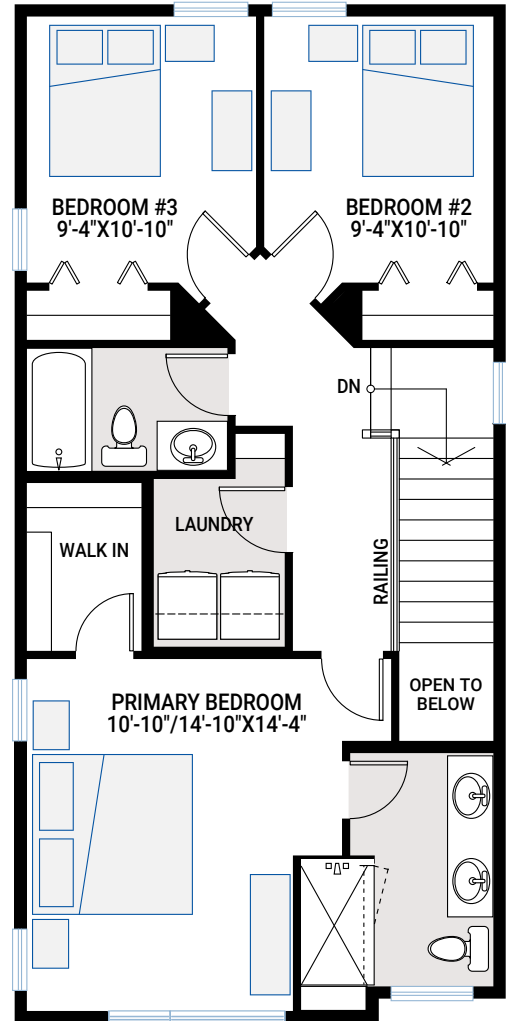 BEDROOM #3
9'-4"X10'-10"
BEDROOM #2
9'-4"X10'-10"
DN
LAUNDRY
WALK IN
RAILING
OPEN TO
BELOW
PRIMARY BEDROOM
10'-10"/14'-10"X14'-4"